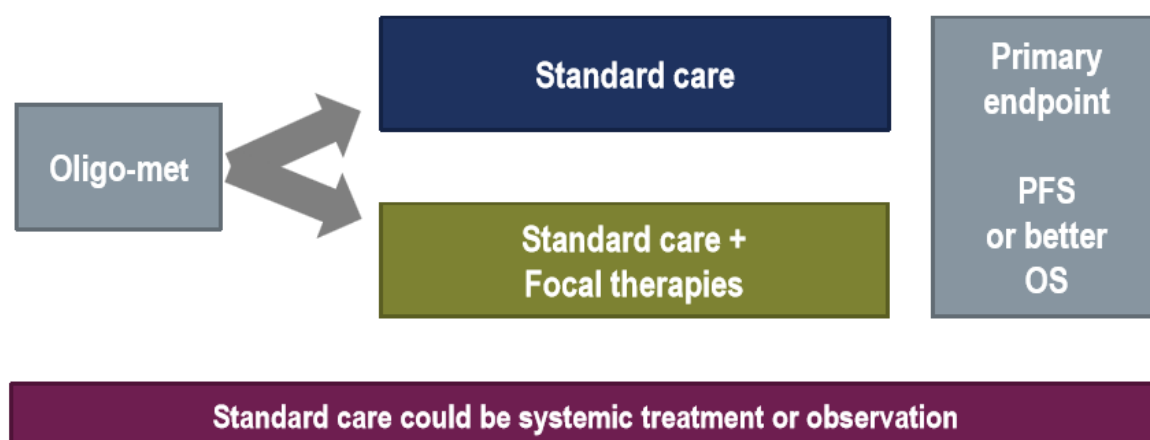 Oligo-met
Standard care
Standard care +
Focal therapies
Primary
endpoint
PFS
or better
OS
Standard care could be systemic treatment or observation